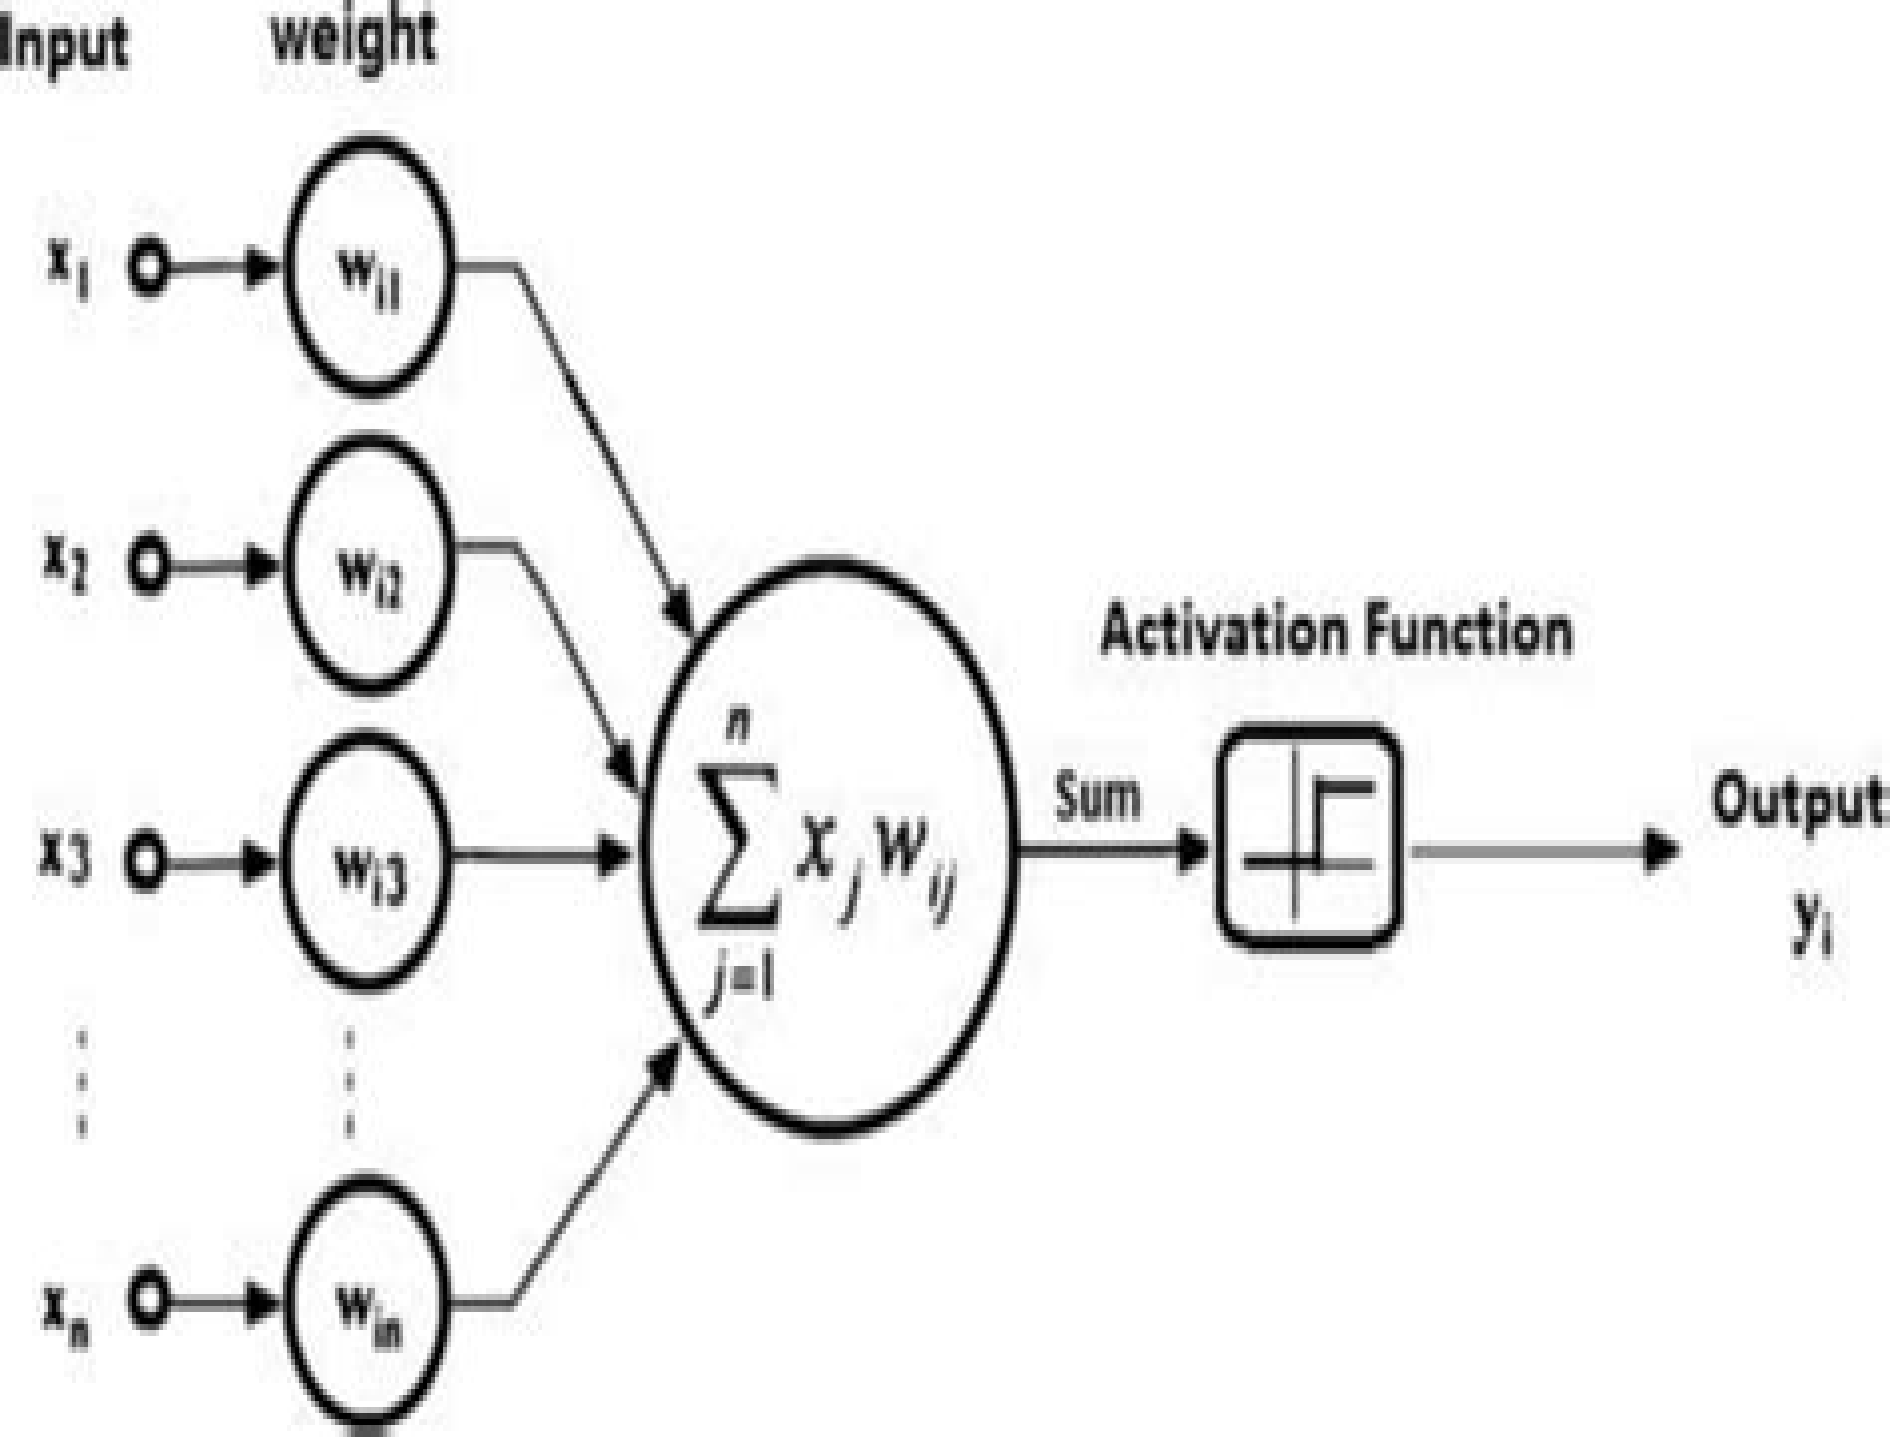 Input weight
x1 wi1
x2 wi2
Activation Function
n
∑ xj wij
j=1
Sum
Output
yi
x3 wi3
xn win